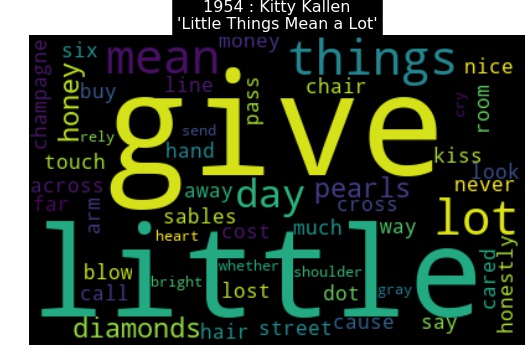 1954 : Kitty Kallen
'Little Things Mean a Lot'
champagne
six
money
mean
things
nice
honey
buy
line
pass
chair
room
cry
give
rely
send
hand
kiss
touch
look
across
away
day
pearls
never
far
arm
sables
cross
lot
heart
cost
much
way
little
blow
whether
shoulder
cared
honestly
call
bright
lost
dot
gray
diamonds
hair
street
cause
say